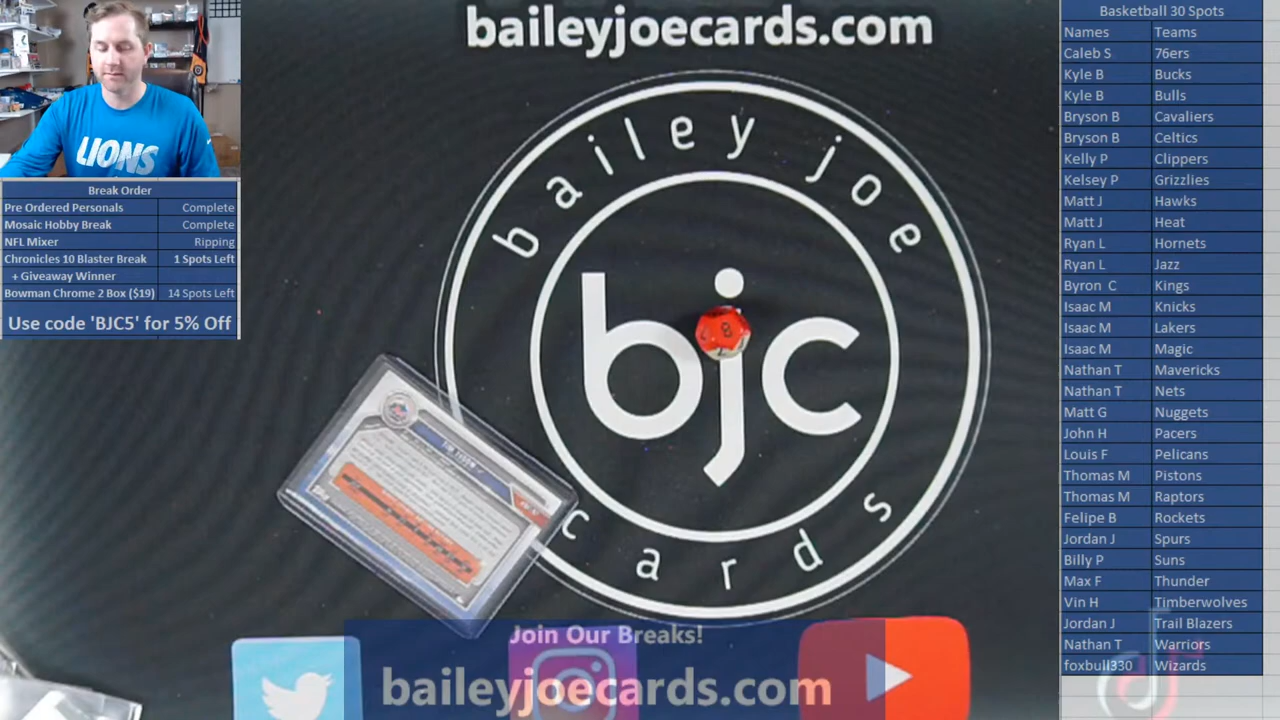 baileyjoecards.com
LIONS
Break Order
Pre Ordered Personals Complete
Mosaic Hobby Break Complete
NFL Mixer Ripping
Chronicles 10 Blaster Break 1 Spots Left
+ Giveaway Winner
Bowman Chrome 2 Box ($19) 14 Spots Left
Use code 'BJC5' for 5% Off
bailey joe
bjc
cards
8
Join Our Breaks!
baileyjoecards.com
Basketball 30 Spots
Names Teams
Caleb S 76ers
Kyle B Bucks
Kyle B Bulls
Bryson B Cavaliers
Bryson B Celtics
Kelly P Clippers
Kelsey P Grizzlies
Matt J Hawks
Matt J Heat
Ryan L Hornets
Ryan L Jazz
Byron C Kings
Isaac M Knicks
Isaac M Lakers
Isaac M Magic
Nathan T Mavericks
Nathan T Nets
Matt G Nuggets
John H Pacers
Louis F Pelicans
Thomas M Pistons
Thomas M Raptors
Felipe B Rockets
Jordan J Spurs
Billy P Suns
Max F Thunder
Vin H Timberwolves
Jordan J Trail Blazers
Nathan T Warriors
foxbull330 Wizards